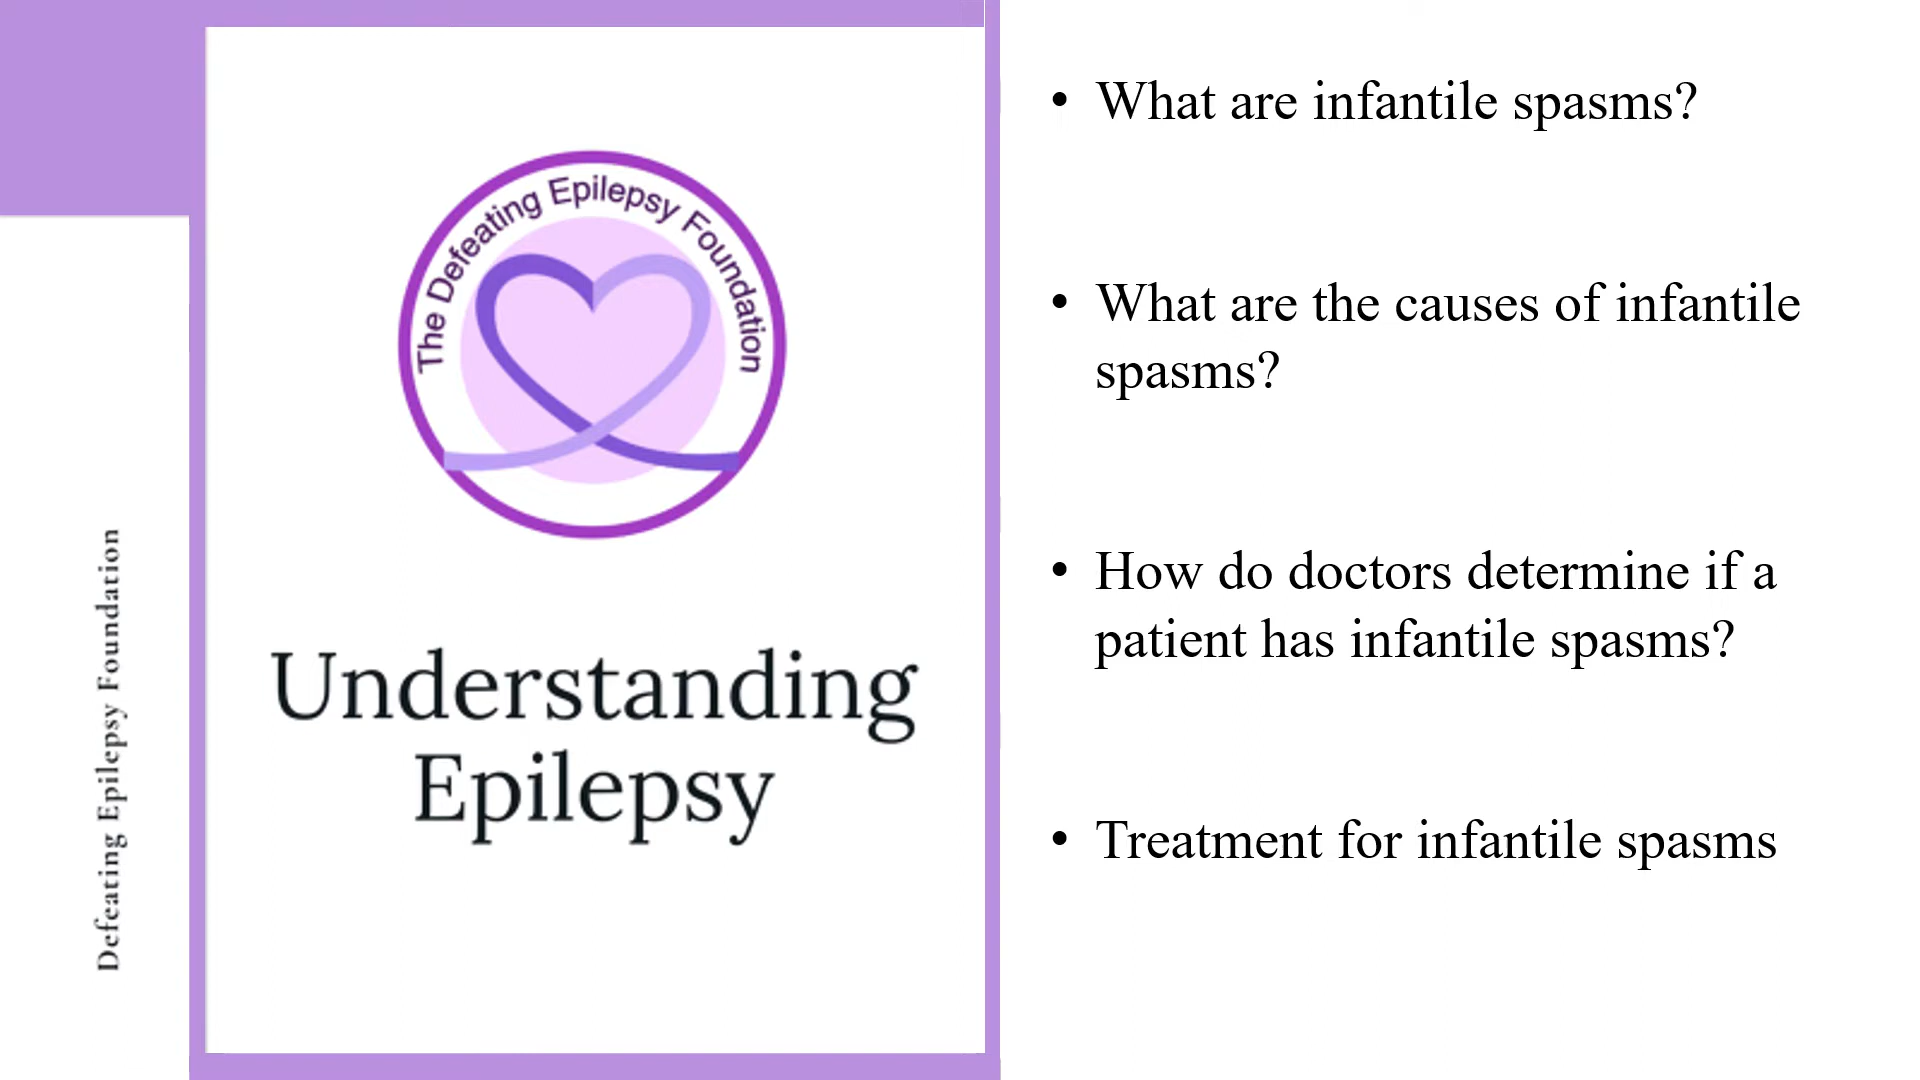 Defeating Epilepsy Foundation
The Defeating Epilepsy Foundation
Understanding
Epilepsy
• What are infantile spasms?
• What are the causes of infantile
spasms?
• How do doctors determine if a
patient has infantile spasms?
• Treatment for infantile spasms